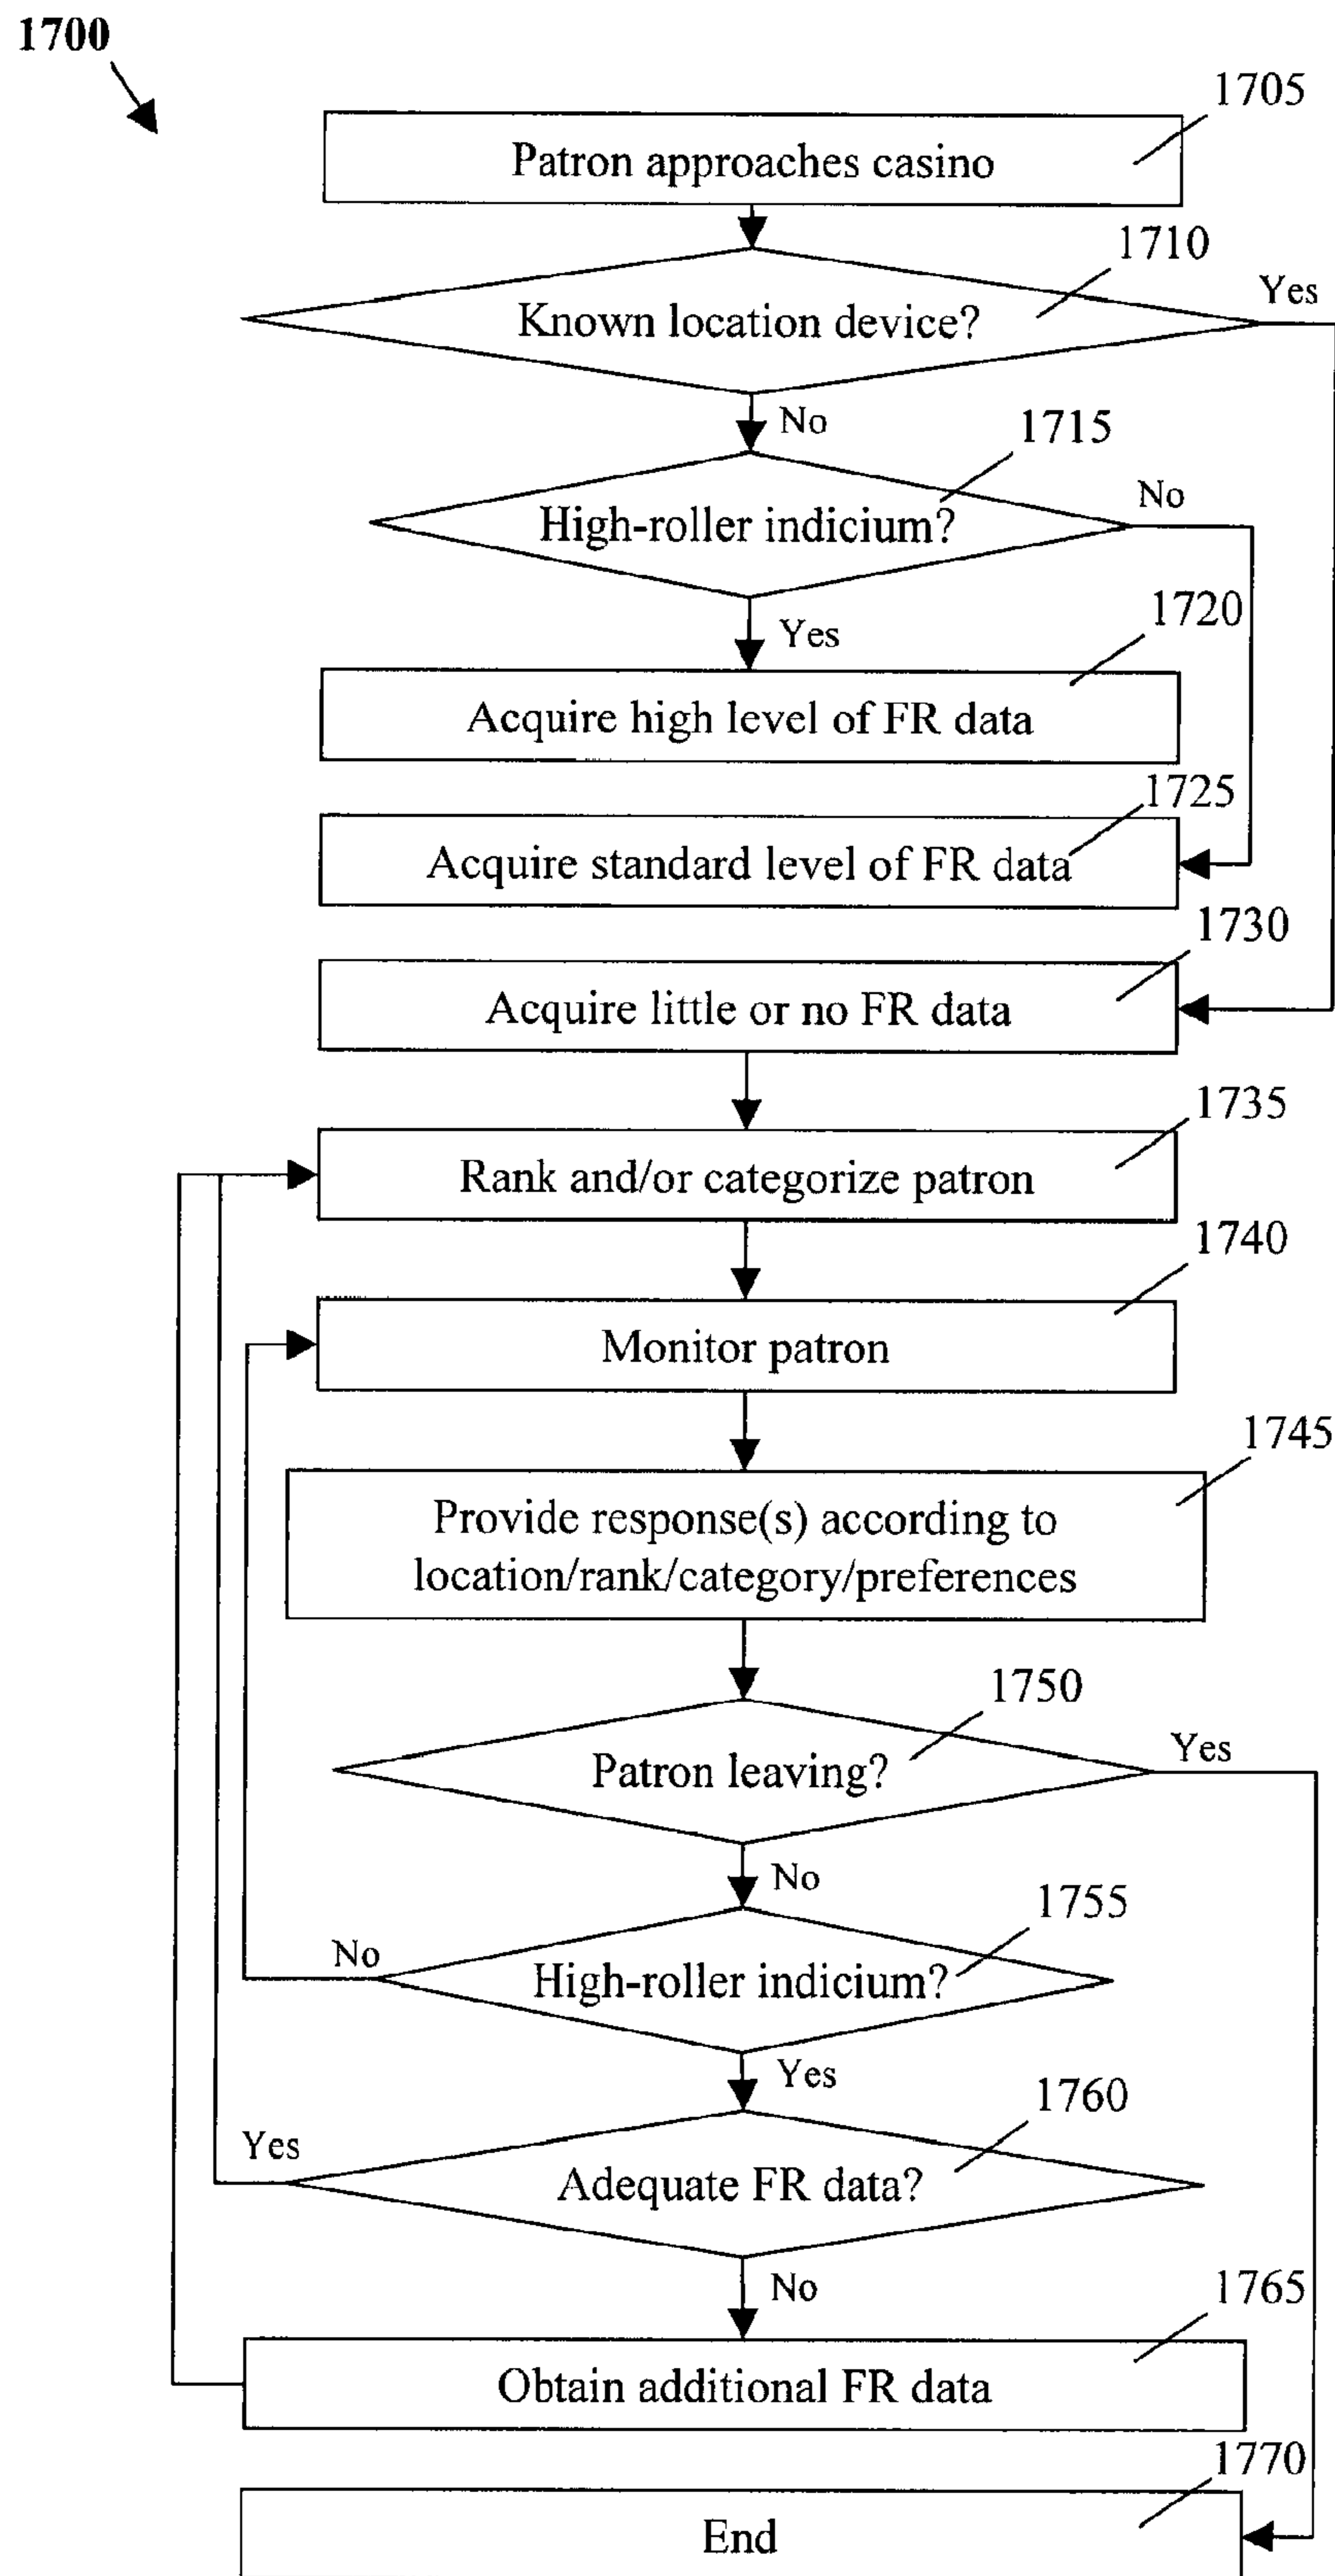 1700
1705
Patron approaches casino
1710
Known location device?
Yes
No
1715
High-roller indicium?
No
Yes
1720
Acquire high level of FR data
1725
Acquire standard level of FR data
1730
Acquire little or no FR data
1735
Rank and/or categorize patron
1740
Monitor patron
1745
Provide response(s) according to
location/rank/category/preferences
1750
Patron leaving?
Yes
No
1755
High-roller indicium?
No
Yes
1760
Adequate FR data?
Yes
No
1765
Obtain additional FR data
1770
End